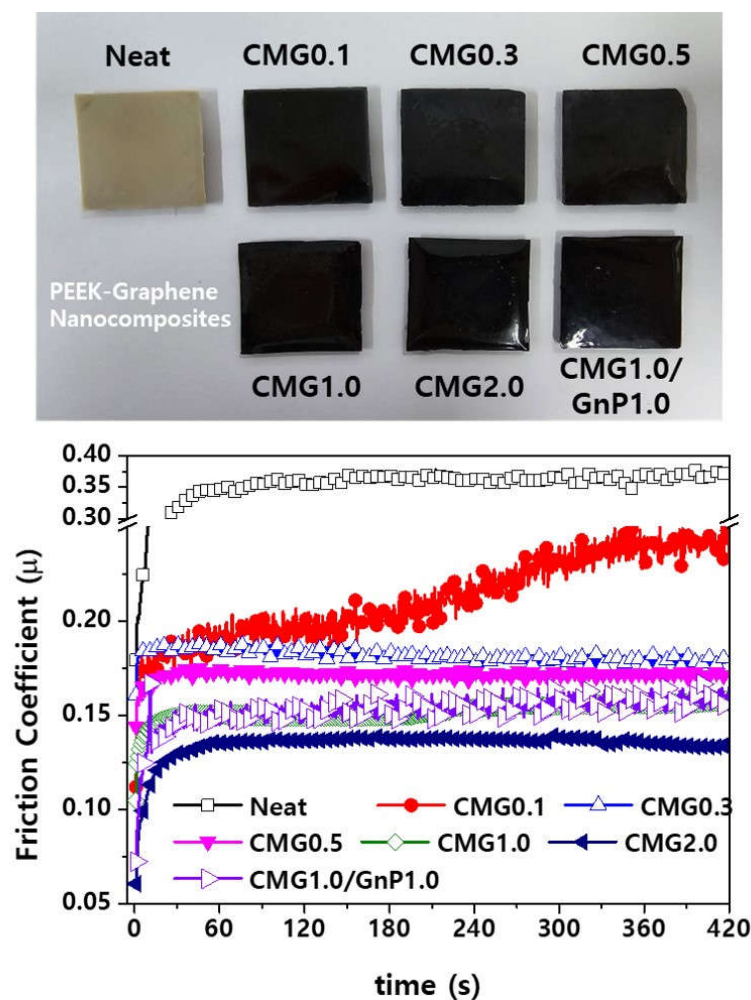 Neat CMG0.1 CMG0.3 CMG0.5
PEEK-Graphene
Nanocomposites
CMG1.0 CMG2.0 CMG1.0/
GnP1.0
0.40
0.35
0.30
0.20
0.15
0.10
0.05
Friction Coefficient (μ)
Neat CMG0.1 CMG0.3
CMG0.5 CMG1.0 CMG2.0
CMG1.0/GnP1.0
0 60 120 180 240 300 360 420
time (s)